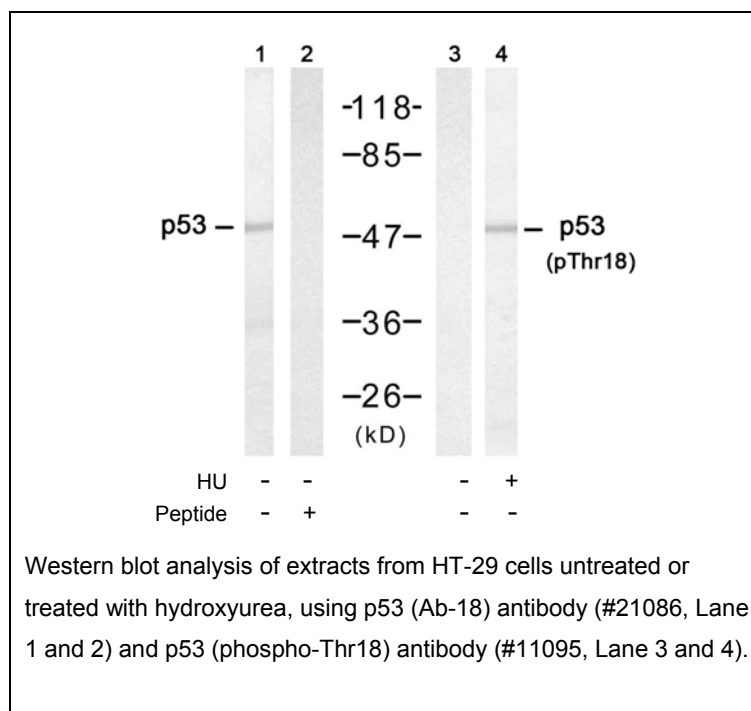 1 2 3 4
-118-
-85-
p53 – -47- – p53
(pThr18)
-36-
-26-
(kD)
HU - - - +
Peptide - + - -
Western blot analysis of extracts from HT-29 cells untreated or
treated with hydroxyurea, using p53 (Ab-18) antibody (#21086, Lane
1 and 2) and p53 (phospho-Thr18) antibody (#11095, Lane 3 and 4).